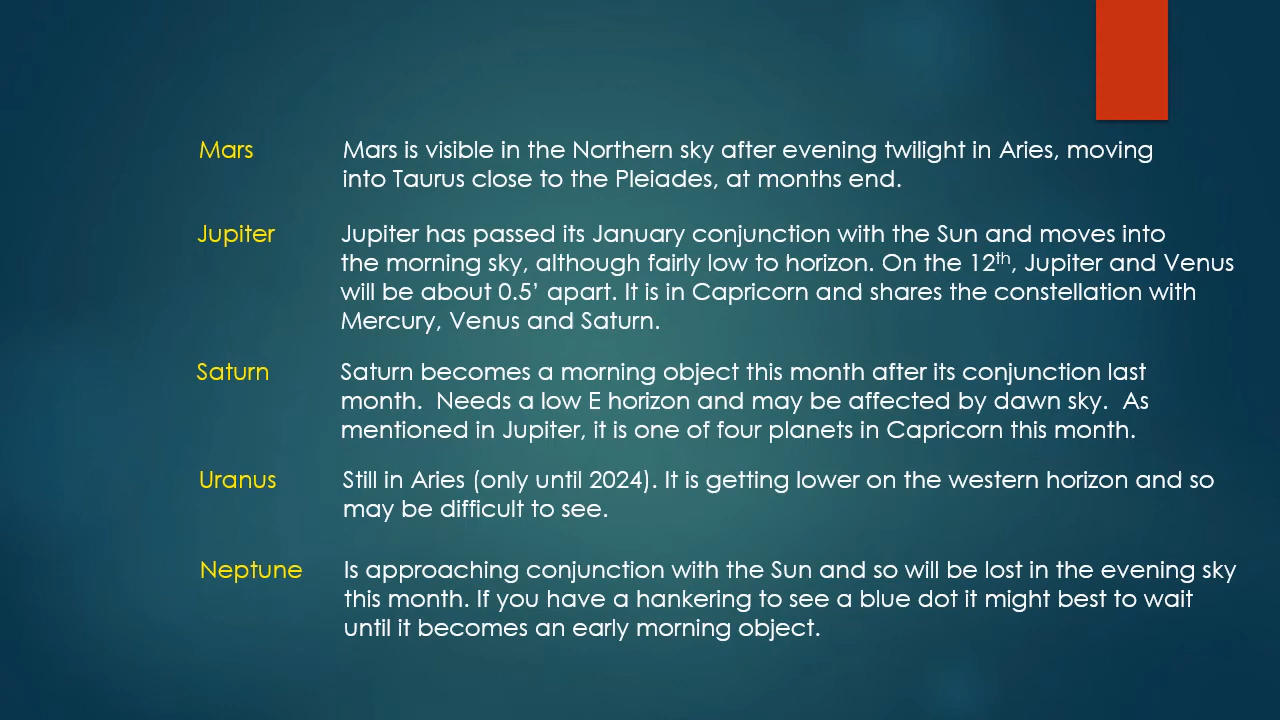 Mars
Mars is visible in the Northern sky after evening twilight in Aries, moving
into Taurus close to the Pleiades, at months end.
Jupiter
Jupiter has passed its January conjunction with the Sun and moves into
the morning sky, although fairly low to horizon. On the 12th, Jupiter and Venus
will be about 0.5’ apart. It is in Capricorn and shares the constellation with
Mercury, Venus and Saturn.
Saturn
Saturn becomes a morning object this month after its conjunction last
month.  Needs a low E horizon and may be affected by dawn sky.  As
mentioned in Jupiter, it is one of four planets in Capricorn this month.
Uranus
Still in Aries (only until 2024). It is getting lower on the western horizon and so
may be difficult to see.
Neptune
Is approaching conjunction with the Sun and so will be lost in the evening sky
this month. If you have a hankering to see a blue dot it might best to wait
until it becomes an early morning object.